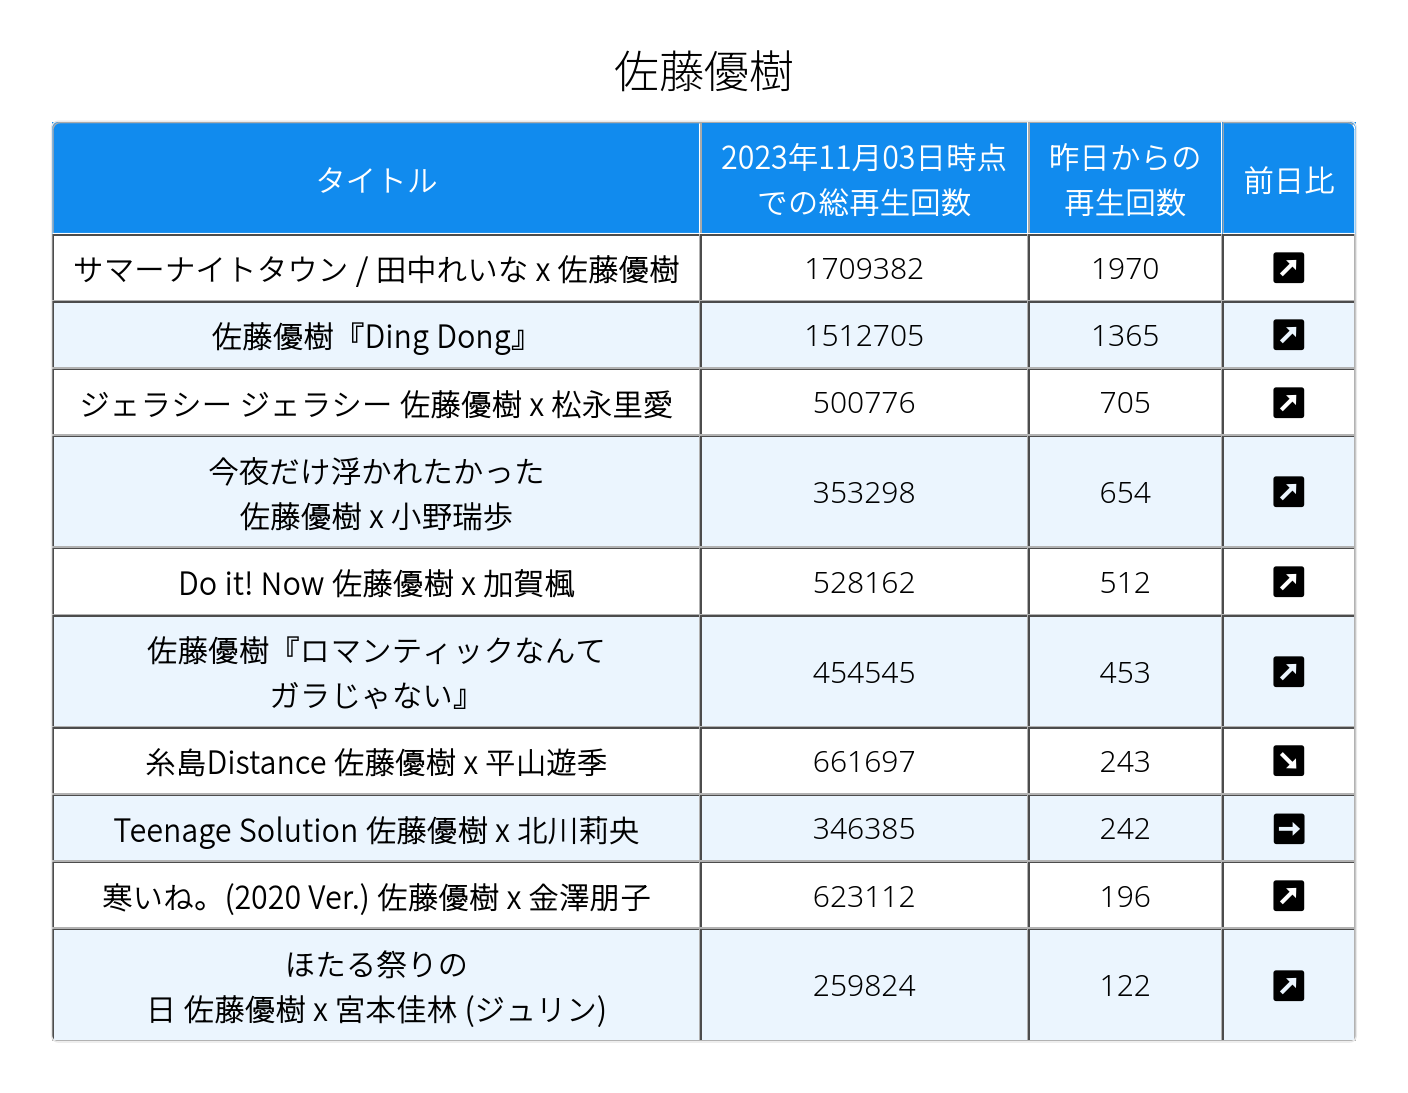 佐藤優樹
タイトル
2023年11月03日時点
での総再生回数
昨日からの
再生回数
前日比
サマーナイトタウン / 田中れいな x 佐藤優樹 1709382 1970
佐藤優樹『Ding Dong』 1512705 1365
ジェラシー ジェラシー 佐藤優樹 x 松永里愛 500776 705
今夜だけ浮かれたかった
佐藤優樹 x 小野瑞歩
353298 654
Do it! Now 佐藤優樹 x 加賀楓 528162 512
佐藤優樹『ロマンティックなんて
ガラじゃない』
454545 453
糸島Distance 佐藤優樹 x 平山遊季 661697 243
Teenage Solution 佐藤優樹 x 北川莉央 346385 242
寒いね。(2020 Ver.) 佐藤優樹 x 金澤朋子 623112 196
ほたる祭りの
日 佐藤優樹 x 宮本佳林 (ジュリン)
259824 122